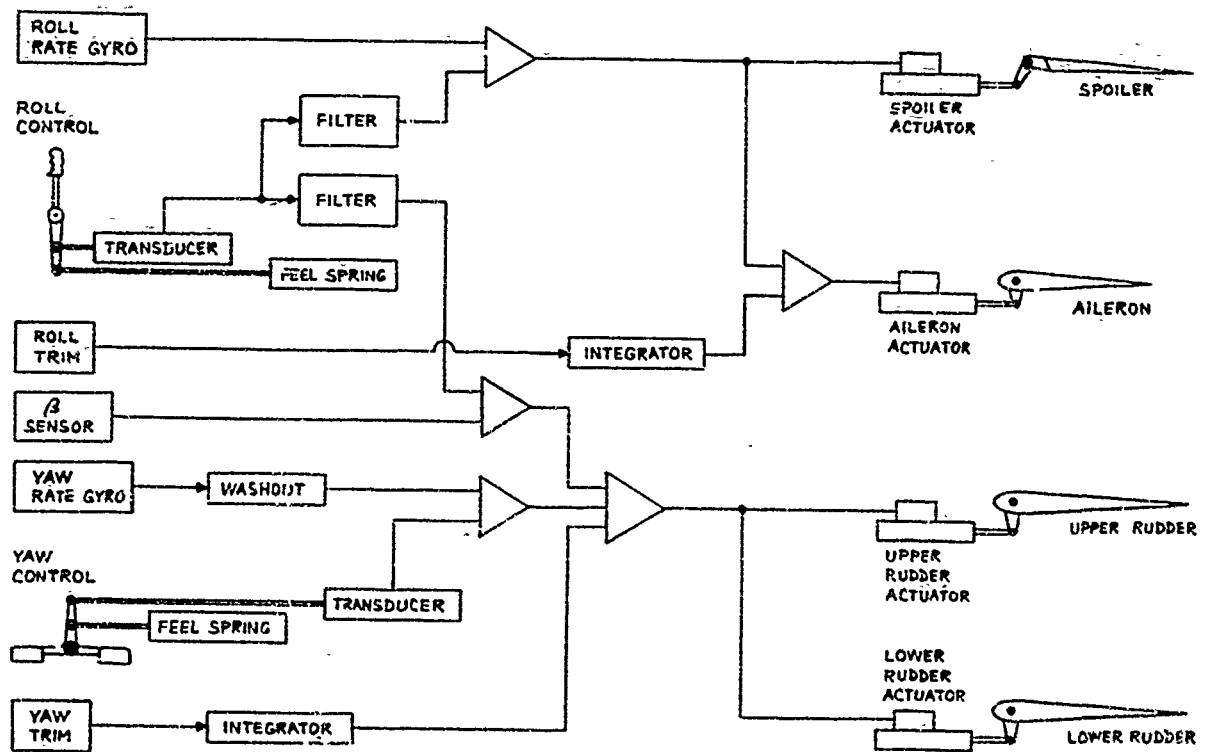 ROLL
RATE GYRO
ROLL
CONTROL
FILTER
FILTER
TRANSDUCER
FEEL SPRING
SPOILER
ACTUATOR
SPOILER
ROLL
TRIM
INTEGRATOR
AILERON
ACTUATOR
AILERON
β
SENSOR
YAW
RATE GYRO
WASHOUT
YAW
CONTROL
TRANSDUCER
FEEL SPRING
UPPER
RUDDER
ACTUATOR
UPPER RUDDER
YAW
TRIM
INTEGRATOR
LOWER
RUDDER
ACTUATOR
LOWER RUDDER